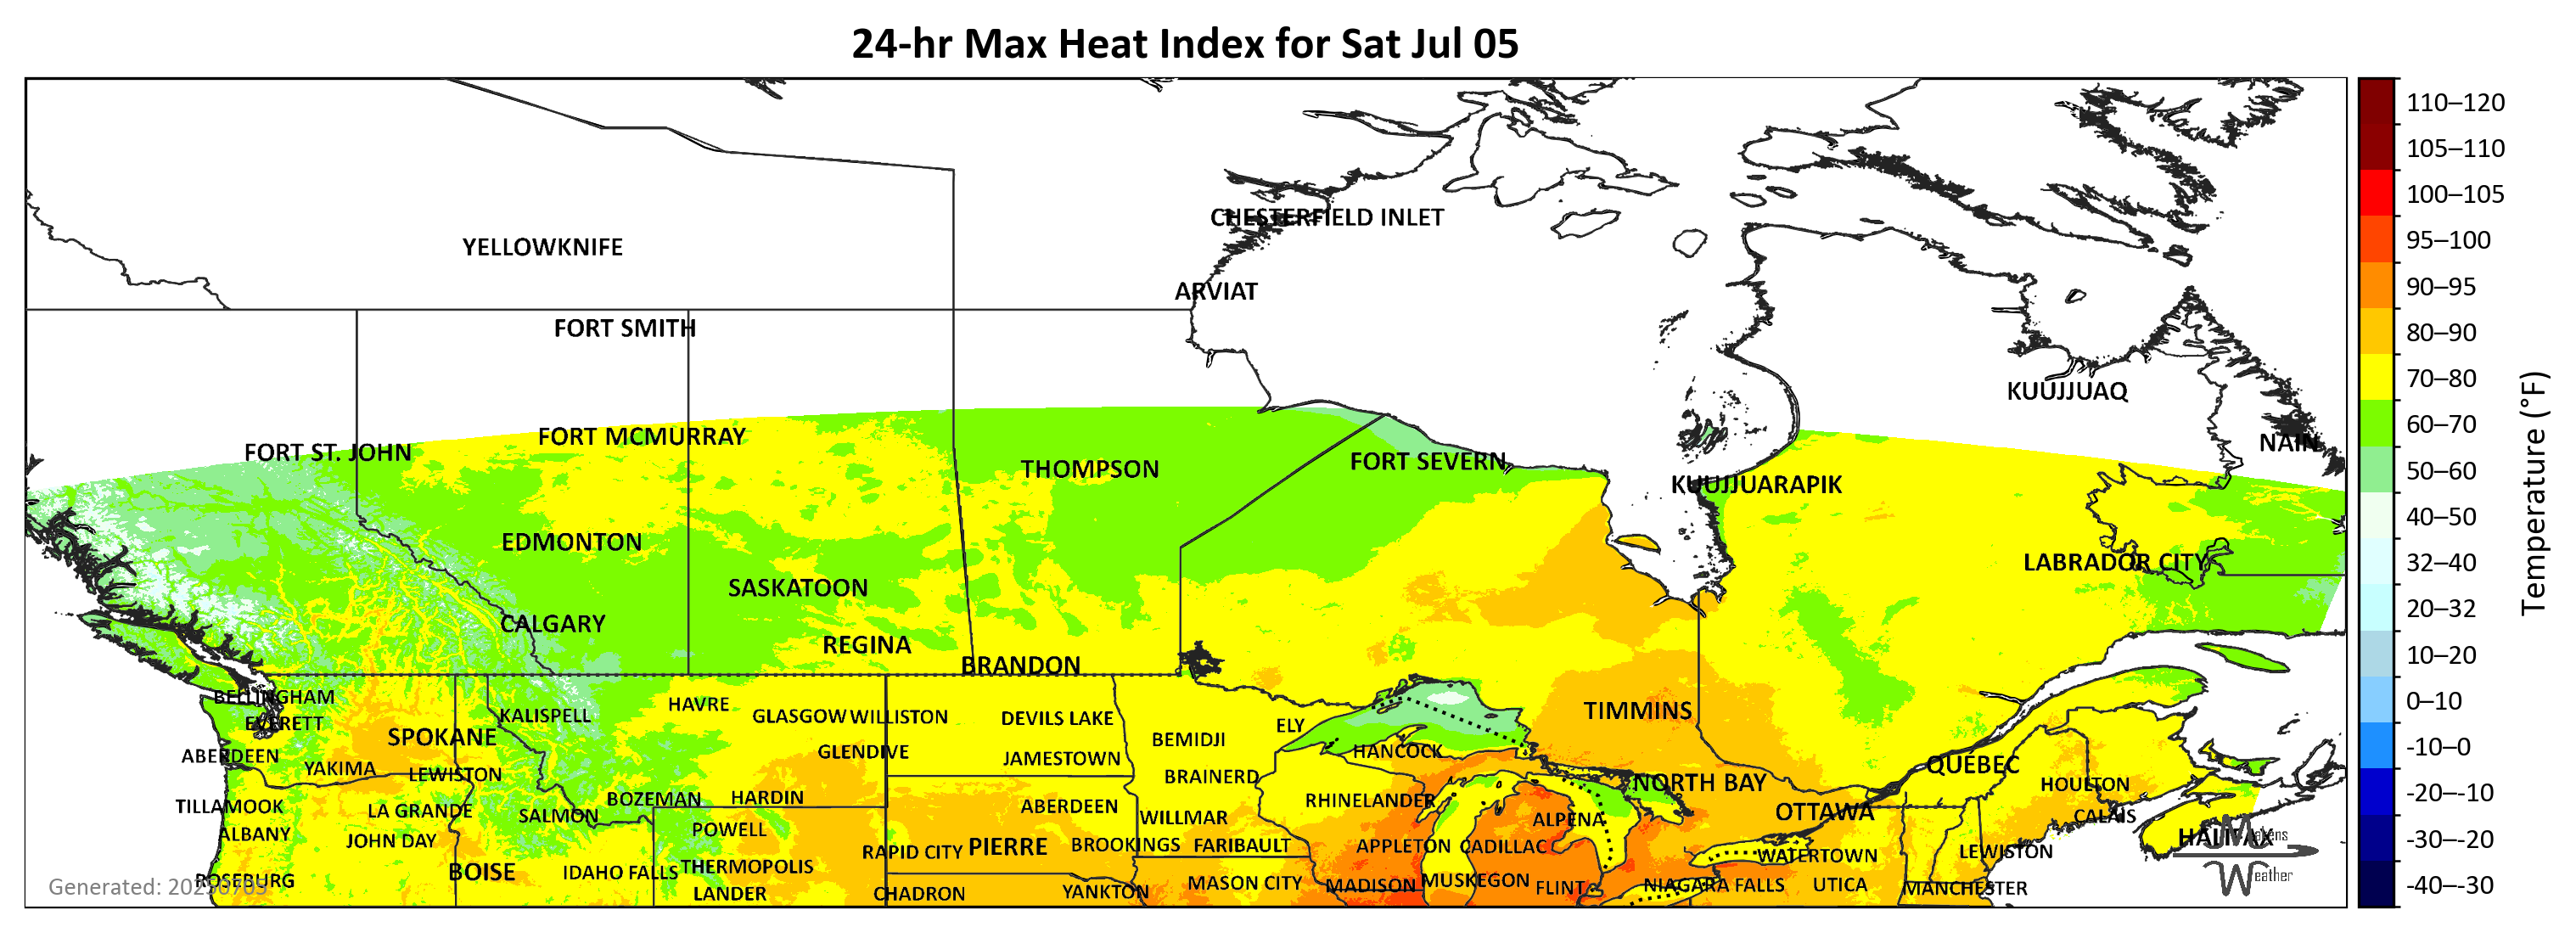 24-hr Max Heat Index for Sat Jul 05
CHESTERFIELD INLET
YELLOWKNIFE
ARVIAT
FORT SMITH
KUUJJUAQ
FORT MCMURRAY
NAIN
FORT ST. JOHN
FORT SEVERN
THOMPSON
KUUJJUARAPIK
EDMONTON
LABRADOR CITY
SASKATOON
CALGARY
REGINA
BRANDON
BELLINGHAM
HAVRE
TIMMINS
KALISPELL
GLASGOW WILLISTON
DEVILS LAKE
EVERETT
ELY
SPOKANE
BEMIDJI
HANCOCK
ABERDEEN
GLENDIVE
JAMESTOWN
QUÉBEC
YAKIMA
LEWISTON
BRAINERD
NORTH BAY
HOULTON
BOZEMAN
HARDIN
RHINELANDER
TILLAMOOK
LA GRANDE
ABERDEEN
OTTAWA
SALMON
WILLMAR
CALAIS
ALPENA
ALBANY
POWELL
HALIFAX
JOHN DAY
PIERRE
BROOKINGS
FARIBAULT
APPLETON
CADILLAC
RAPID CITY
LEWISTON
WATERTOWN
THERMOPOLIS
BOISE
IDAHO FALLS
ROSEBURG
MUSKEGON
MASON CITY
MADISON
FLINT
NIAGARA FALLS
UTICA
MANCHESTER
LANDER
CHADRON
YANKTON
Generated: 20250705
Makens
Weather
110–120
105–110
100–105
95–100
90–95
80–90
70–80
60–70
50–60
40–50
32–40
20–32
10–20
0–10
-10–0
-20–-10
-30–-20
-40–-30
Temperature (°F)